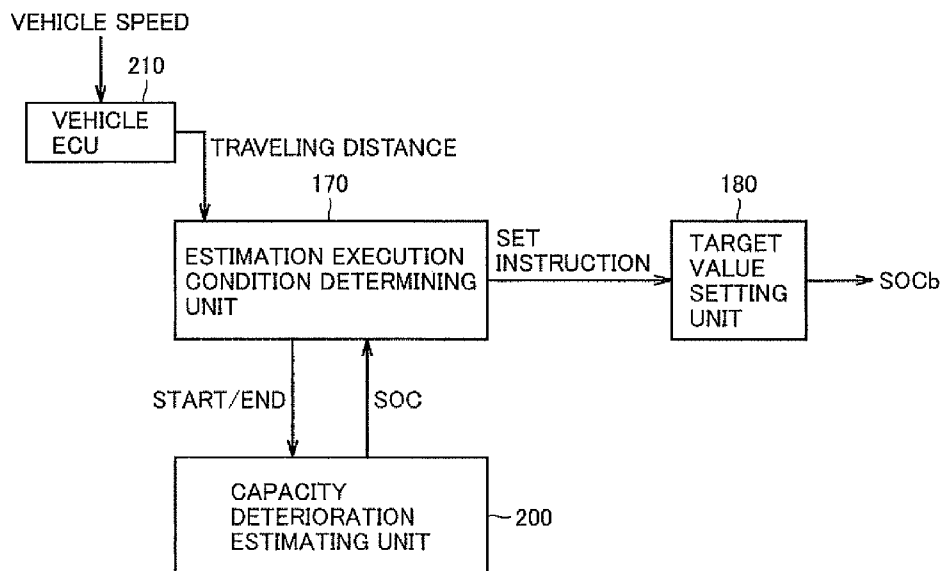 VEHICLE SPEED
210
VEHICLE
ECU
TRAVELING DISTANCE
170
180
ESTIMATION EXECUTION
CONDITION DETERMINING
UNIT
SET
INSTRUCTION
TARGET
VALUE
SETTING
UNIT
SOCb
START/END
SOC
CAPACITY
DETERIORATION
ESTIMATING UNIT
200